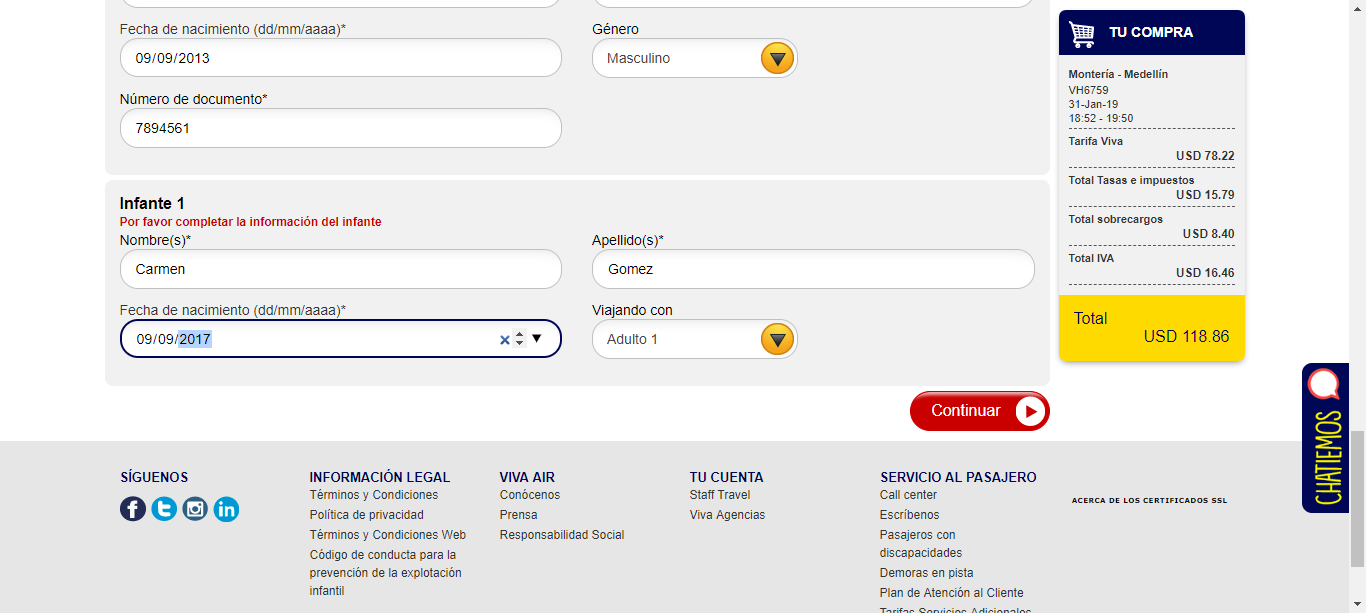 Fecha de nacimiento (dd/mm/aaaa)*
Género
09/09/2013
Masculino
Número de documento*
7894561
Infante 1
Por favor completar la información del infante
Nombre(s)*
Apellido(s)*
Carmen
Gomez
Fecha de nacimiento (dd/mm/aaaa)*
Viajando con
09/09/2017
Adulto 1
Continuar
TU COMPRA
Montería - Medellín
VH6759
31-Jan-19
18:52 - 19:50
Tarifa Viva
USD 78.22
Total Tasas e impuestos
USD 15.79
Total sobrecargos
USD 8.40
Total IVA
USD 16.46
Total
USD 118.86
CHATIEMOS
SÍGUENOS
INFORMACIÓN LEGAL
Términos y Condiciones
Política de privacidad
Términos y Condiciones Web
Código de conducta para la
prevención de la explotación
infantil
VIVA AIR
Conócenos
Prensa
Responsabilidad Social
TU CUENTA
Staff Travel
Viva Agencias
SERVICIO AL PASAJERO
Call center
Escríbenos
Pasajeros con
discapacidades
Demoras en pista
Plan de Atención al Cliente
Tarifas Servicios Adicionales
ACERCA DE LOS CERTIFICADOS SSL